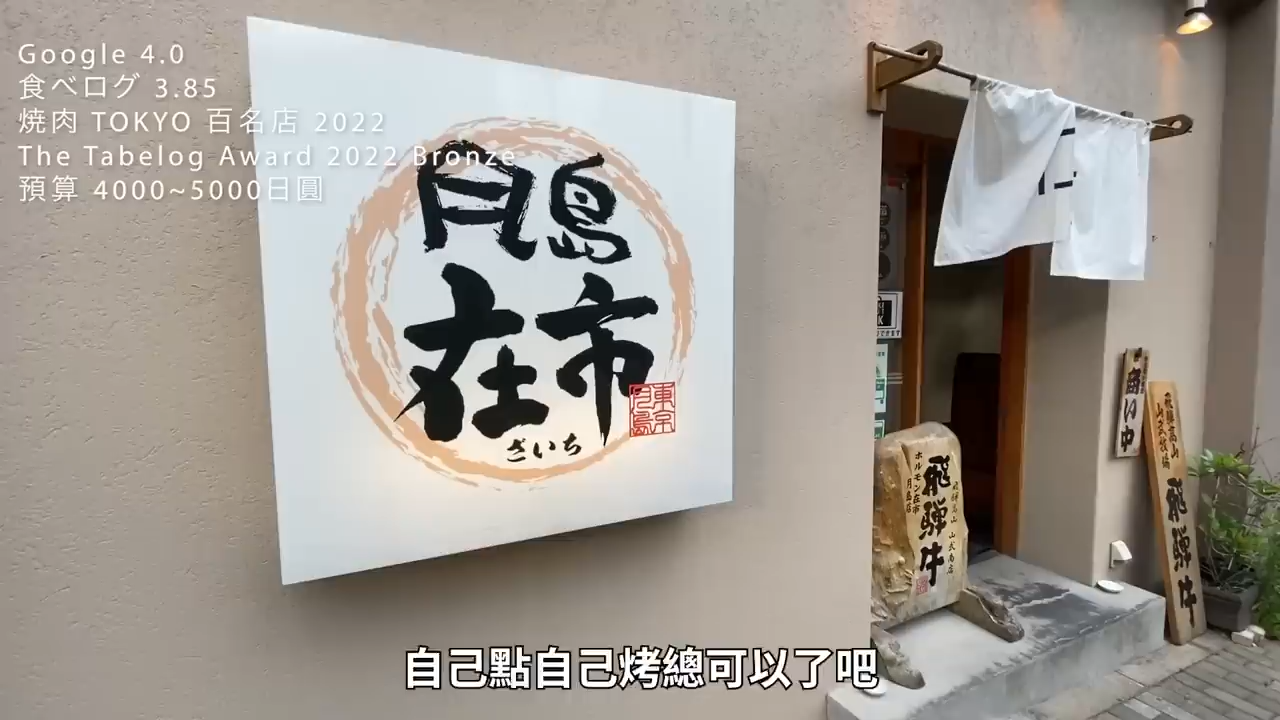 Google 4.0
食べログ 3.85
焼肉 TOKYO 百名店 2022
The Tabelog Award 2022 Bronze
預算 4000~5000日圓
月島
在市
ざいち
東京
月島
飛騨高山 山武商店
飛騨牛
ホルモン在市
月島店
商い中
飛騨高山
山武牧場
飛騨牛
自己點自己烤總可以了吧